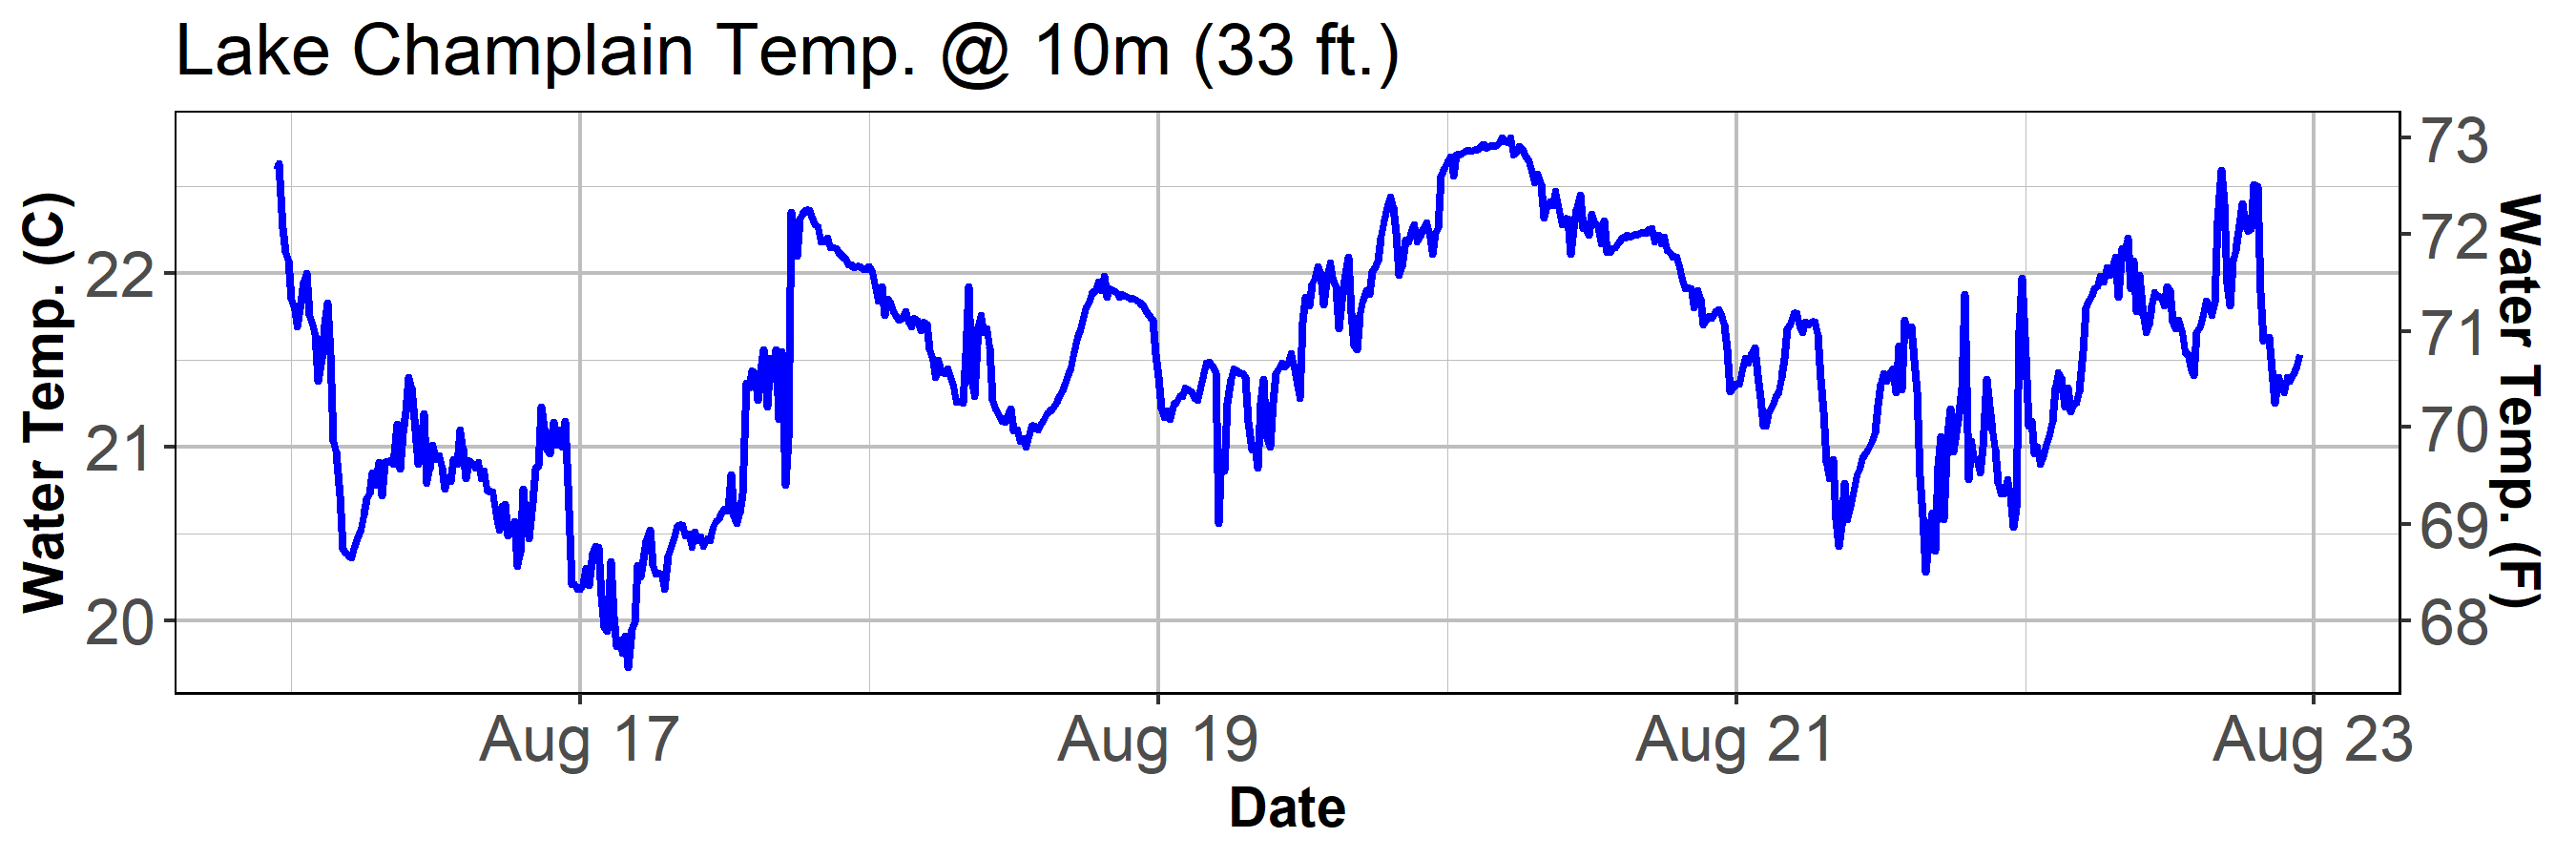 Lake Champlain Temp. @ 10m (33 ft.)
Water Temp. (C)
22
21
20
73
72
71
70
69
68
Water Temp. (F)
Aug 17 Aug 19 Aug 21 Aug 23
Date